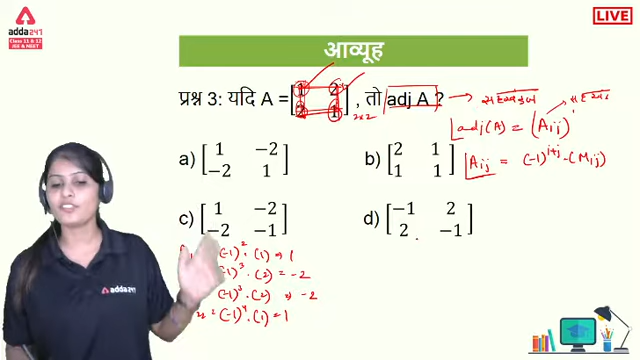 adda247
Class 11 & 12
JEE & NEET
LIVE
आव्यूह
प्रश्न 3: यदि A = [1 2
2 1], तो adj A ?
2x2
adj(A) = (Aij)'
Aij = (-1)^i+j · (Mij)
a) [1 −2
−2 1]
b) [2 1
1 1]
c) [1 −2
−2 −1]
d) [−1 2
2 −1]
(-1)² · (1) ⇒ 1
(-1)³ · (2) = -2
(-1)³ · (2) ⇒ -2
= (-1)⁴ · (1) = 1
adda247